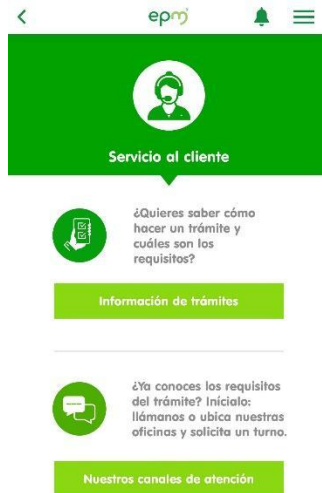 epm
Servicio al cliente
¿Quieres saber cómo
hacer un trámite y
cuáles son los
requisitos?
Información de trámites
¿Ya conoces los requisitos
del trámite? Inícialo:
llámanos o ubica nuestras
oficinas y solicita un turno.
Nuestros canales de atención